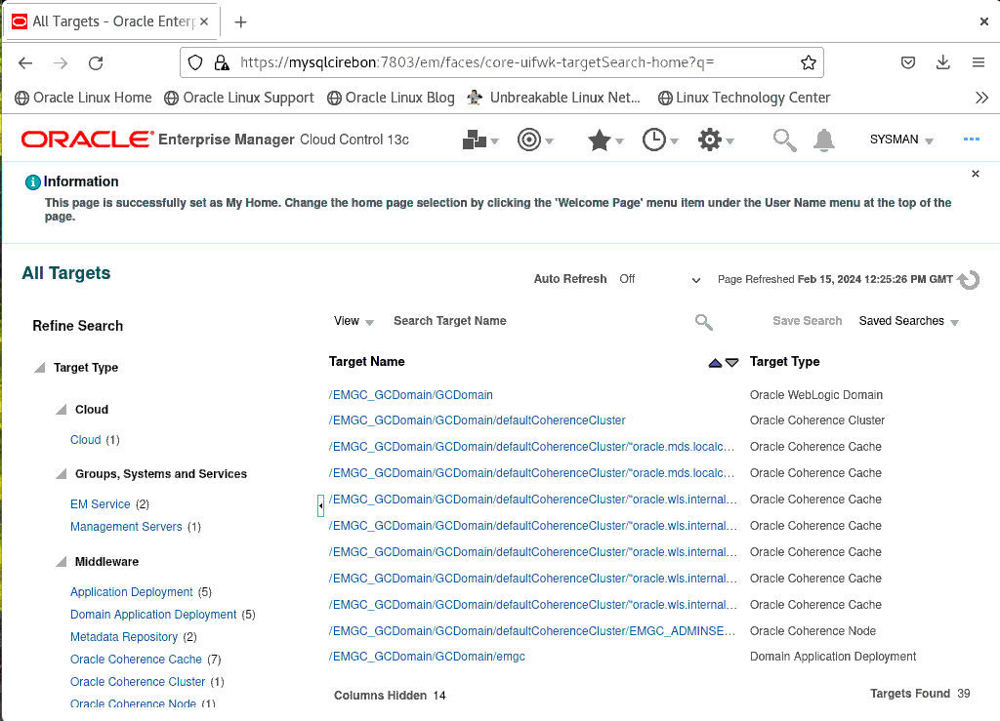 All Targets - Oracle Enterp
https://mysqlcirebon:7803/em/faces/core-uifwk-targetSearch-home?q=
Oracle Linux Home Oracle Linux Support Oracle Linux Blog Unbreakable Linux Net... Linux Technology Center
ORACLE Enterprise Manager Cloud Control 13c SYSMAN
Information
This page is successfully set as My Home. Change the home page selection by clicking the 'Welcome Page' menu item under the User Name menu at the top of the
page.
All Targets
Auto Refresh Off Page Refreshed Feb 15, 2024 12:25:26 PM GMT
Refine Search
Target Type
Cloud
Cloud (1)
Groups, Systems and Services
EM Service (2)
Management Servers (1)
Middleware
Application Deployment (5)
Domain Application Deployment (5)
Metadata Repository (2)
Oracle Coherence Cache (7)
Oracle Coherence Cluster (1)
Oracle Coherence Node (1)
View Search Target Name Save Search Saved Searches
Target Name Target Type
/EMGC_GCDomain/GCDomain Oracle WebLogic Domain
/EMGC_GCDomain/GCDomain/defaultCoherenceCluster Oracle Coherence Cluster
/EMGC_GCDomain/GCDomain/defaultCoherenceCluster/*oracle.mds.localc... Oracle Coherence Cache
/EMGC_GCDomain/GCDomain/defaultCoherenceCluster/*oracle.mds.localc... Oracle Coherence Cache
/EMGC_GCDomain/GCDomain/defaultCoherenceCluster/*oracle.wls.internal... Oracle Coherence Cache
/EMGC_GCDomain/GCDomain/defaultCoherenceCluster/*oracle.wls.internal... Oracle Coherence Cache
/EMGC_GCDomain/GCDomain/defaultCoherenceCluster/*oracle.wls.internal... Oracle Coherence Cache
/EMGC_GCDomain/GCDomain/defaultCoherenceCluster/*oracle.wls.internal... Oracle Coherence Cache
/EMGC_GCDomain/GCDomain/defaultCoherenceCluster/*oracle.wls.internal... Oracle Coherence Cache
/EMGC_GCDomain/GCDomain/defaultCoherenceCluster/EMGC_ADMINSE... Oracle Coherence Node
/EMGC_GCDomain/GCDomain/emgc Domain Application Deployment
Columns Hidden 14 Targets Found 39